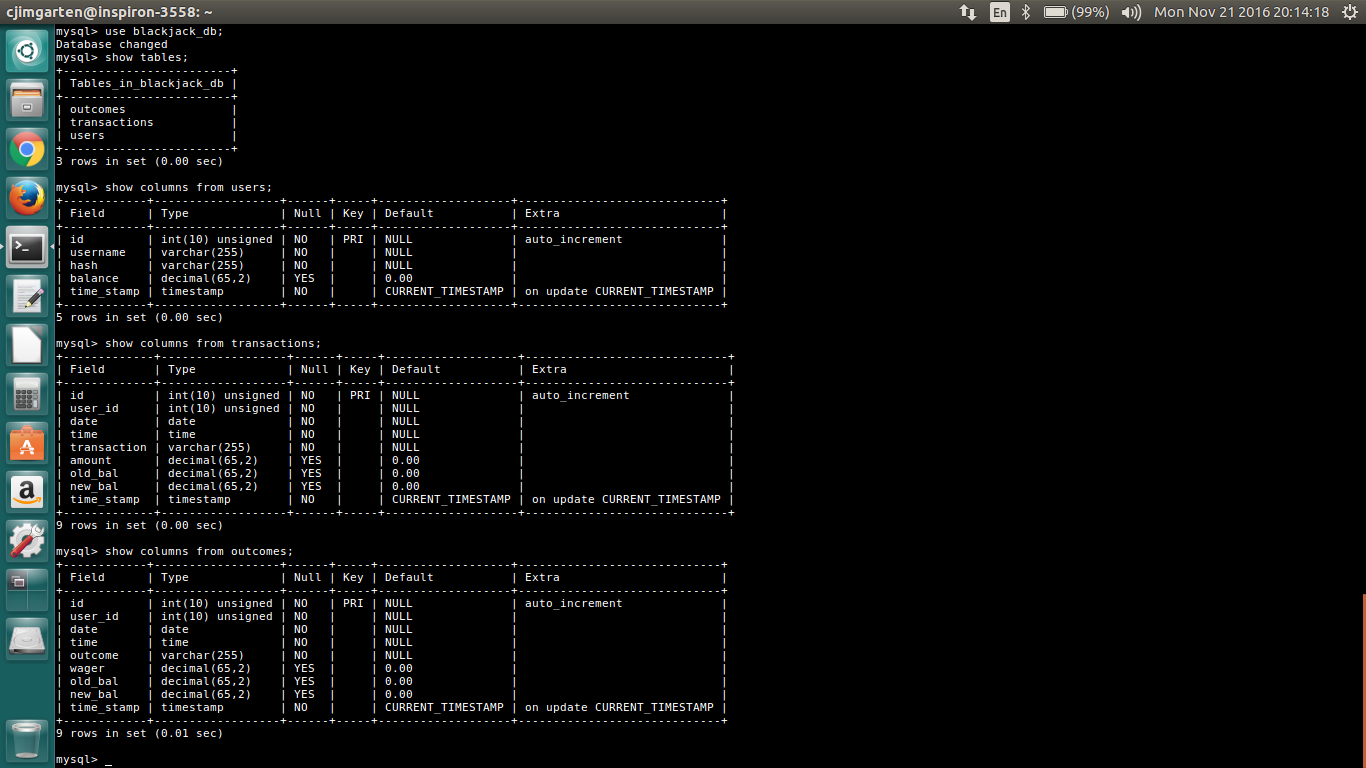 cjimgarten@inspiron-3558: ~ En (99%) Mon Nov 21 2016 20:14:18
mysql> use blackjack_db;
Database changed
mysql> show tables;
+------------------------+
| Tables_in_blackjack_db |
+------------------------+
| outcomes               |
| transactions           |
| users                  |
+------------------------+
3 rows in set (0.00 sec)

mysql> show columns from users;
+------------+------------------+------+-----+-------------------+-----------------------------+
| Field      | Type             | Null | Key | Default           | Extra                       |
+------------+------------------+------+-----+-------------------+-----------------------------+
| id         | int(10) unsigned | NO   | PRI | NULL              | auto_increment              |
| username   | varchar(255)     | NO   |     | NULL              |                             |
| hash       | varchar(255)     | NO   |     | NULL              |                             |
| balance    | decimal(65,2)    | YES  |     | 0.00              |                             |
| time_stamp | timestamp        | NO   |     | CURRENT_TIMESTAMP | on update CURRENT_TIMESTAMP |
+------------+------------------+------+-----+-------------------+-----------------------------+
5 rows in set (0.00 sec)

mysql> show columns from transactions;
+-------------+------------------+------+-----+-------------------+-----------------------------+
| Field       | Type             | Null | Key | Default           | Extra                       |
+-------------+------------------+------+-----+-------------------+-----------------------------+
| id          | int(10) unsigned | NO   | PRI | NULL              | auto_increment              |
| user_id     | int(10) unsigned | NO   |     | NULL              |                             |
| date        | date             | NO   |     | NULL              |                             |
| time        | time             | NO   |     | NULL              |                             |
| transaction | varchar(255)     | NO   |     | NULL              |                             |
| amount      | decimal(65,2)    | YES  |     | 0.00              |                             |
| old_bal     | decimal(65,2)    | YES  |     | 0.00              |                             |
| new_bal     | decimal(65,2)    | YES  |     | 0.00              |                             |
| time_stamp  | timestamp        | NO   |     | CURRENT_TIMESTAMP | on update CURRENT_TIMESTAMP |
+-------------+------------------+------+-----+-------------------+-----------------------------+
9 rows in set (0.00 sec)

mysql> show columns from outcomes;
+------------+------------------+------+-----+-------------------+-----------------------------+
| Field      | Type             | Null | Key | Default           | Extra                       |
+------------+------------------+------+-----+-------------------+-----------------------------+
| id         | int(10) unsigned | NO   | PRI | NULL              | auto_increment              |
| user_id    | int(10) unsigned | NO   |     | NULL              |                             |
| date       | date             | NO   |     | NULL              |                             |
| time       | time             | NO   |     | NULL              |                             |
| outcome    | varchar(255)     | NO   |     | NULL              |                             |
| wager      | decimal(65,2)    | YES  |     | 0.00              |                             |
| old_bal    | decimal(65,2)    | YES  |     | 0.00              |                             |
| new_bal    | decimal(65,2)    | YES  |     | 0.00              |                             |
| time_stamp | timestamp        | NO   |     | CURRENT_TIMESTAMP | on update CURRENT_TIMESTAMP |
+------------+------------------+------+-----+-------------------+-----------------------------+
9 rows in set (0.01 sec)

mysql> _